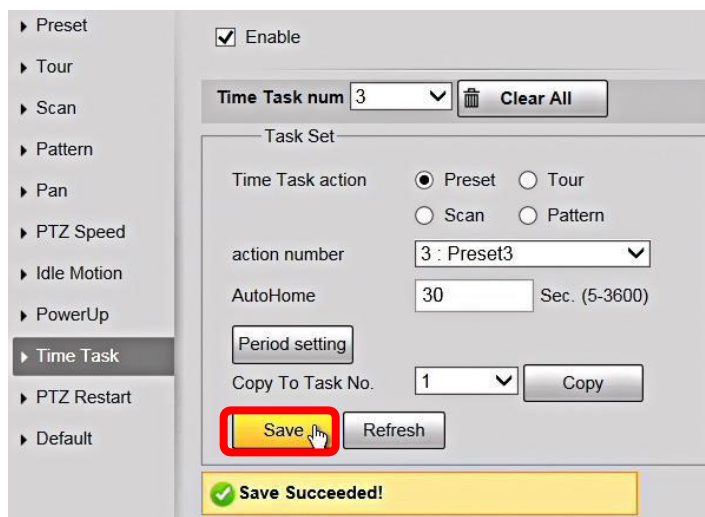 Preset
Tour
Scan
Pattern
Pan
PTZ Speed
Idle Motion
PowerUp
Time Task
PTZ Restart
Default
Enable
Time Task num 3 Clear All
Task Set
Time Task action Preset Tour
Scan Pattern
action number 3 : Preset3
AutoHome 30 Sec. (5-3600)
Period setting
Copy To Task No. 1 Copy
Save Refresh
Save Succeeded!